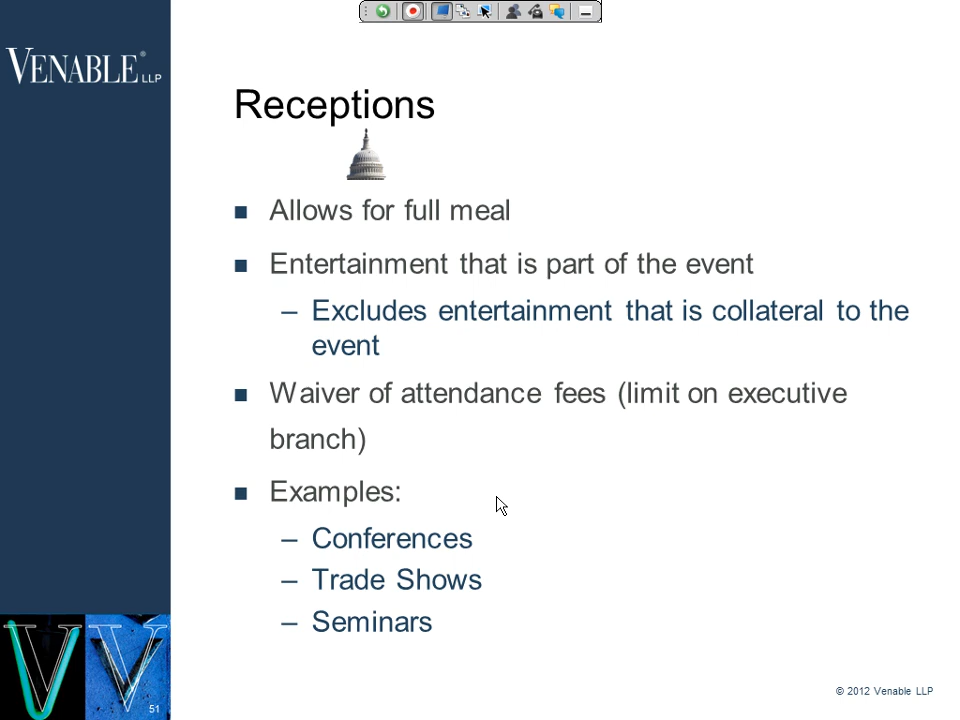 VENABLE® LLP
Receptions
■ Allows for full meal
■ Entertainment that is part of the event
– Excludes entertainment that is collateral to the
event
■ Waiver of attendance fees (limit on executive
branch)
■ Examples:
– Conferences
– Trade Shows
– Seminars
V V
51
© 2012 Venable LLP